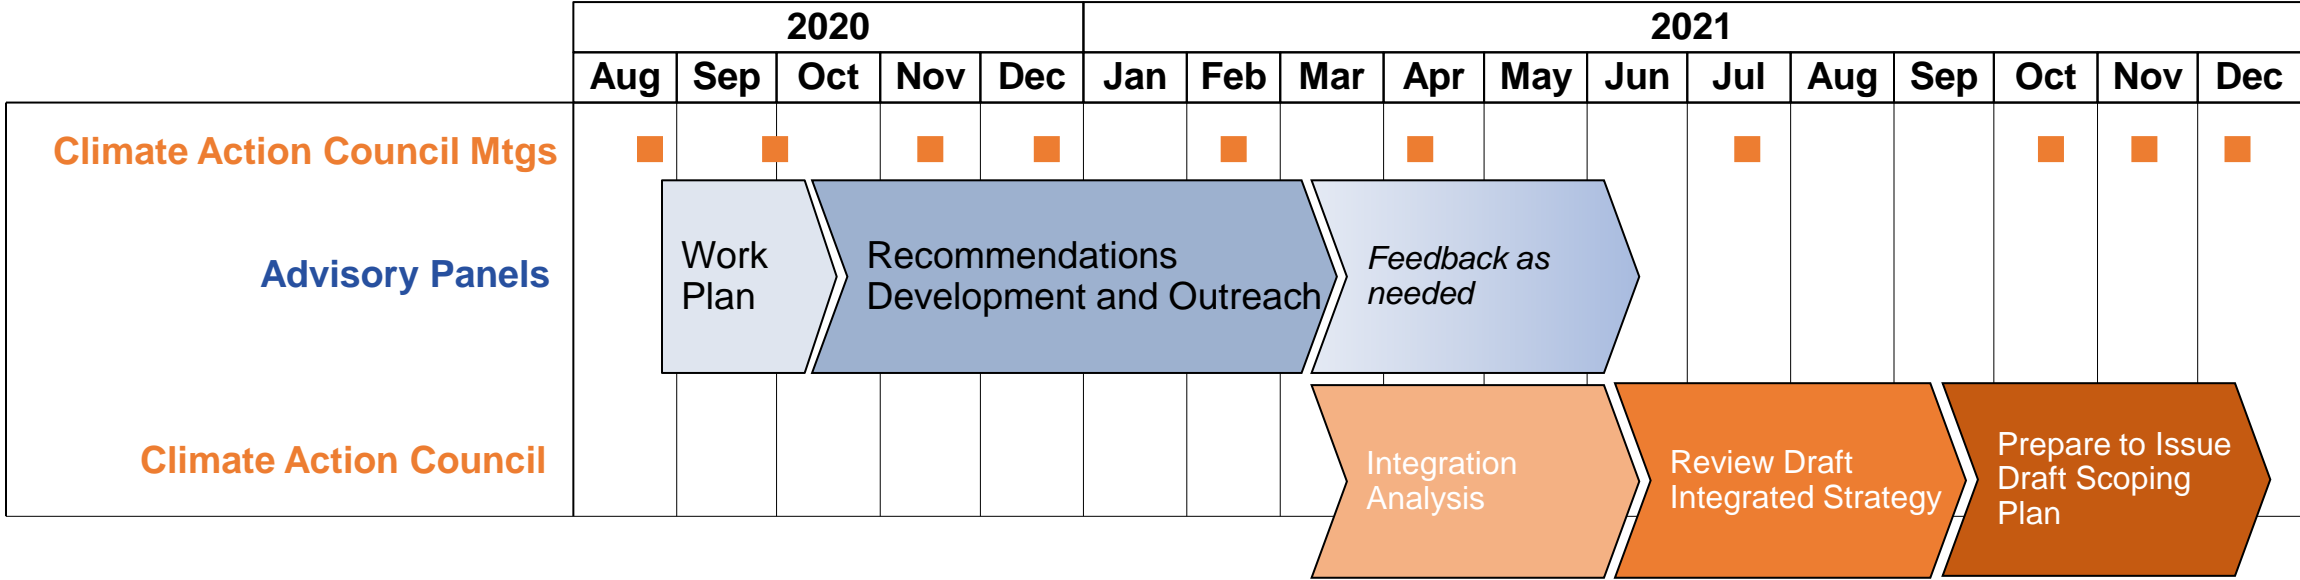 2020 2021
Aug Sep Oct Nov Dec Jan Feb Mar Apr May Jun Jul Aug Sep Oct Nov Dec
Climate Action Council Mtgs
Advisory Panels
Work
Plan
Recommendations
Development and Outreach
Feedback as
needed
Climate Action Council
Integration
Analysis
Review Draft
Integrated Strategy
Prepare to Issue
Draft Scoping
Plan